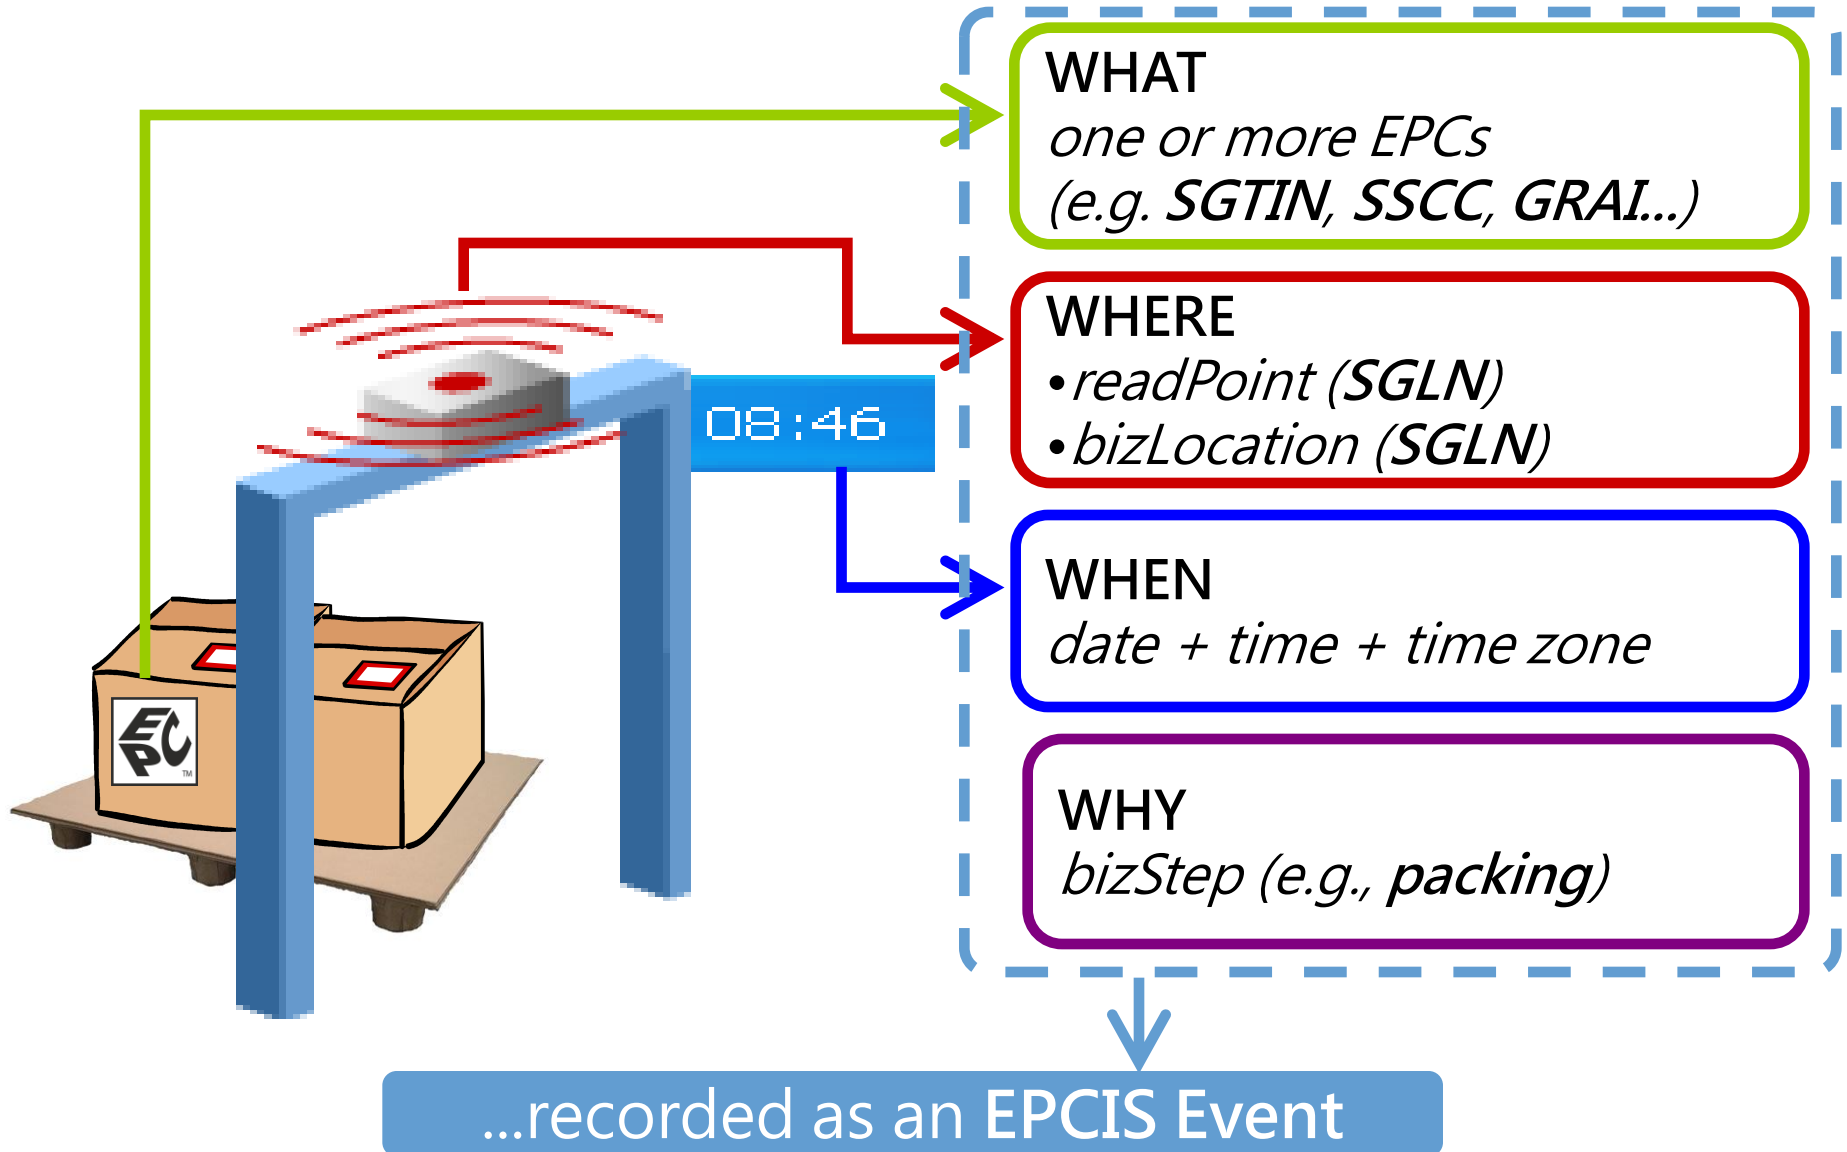 WHAT
one or more EPCs
(e.g. SGTIN, SSCC, GRAI...)
WHERE
•readPoint (SGLN)
•bizLocation (SGLN)
08:46
WHEN
date + time + time zone
WHY
bizStep (e.g., packing)
EPC
TM
...recorded as an EPCIS Event